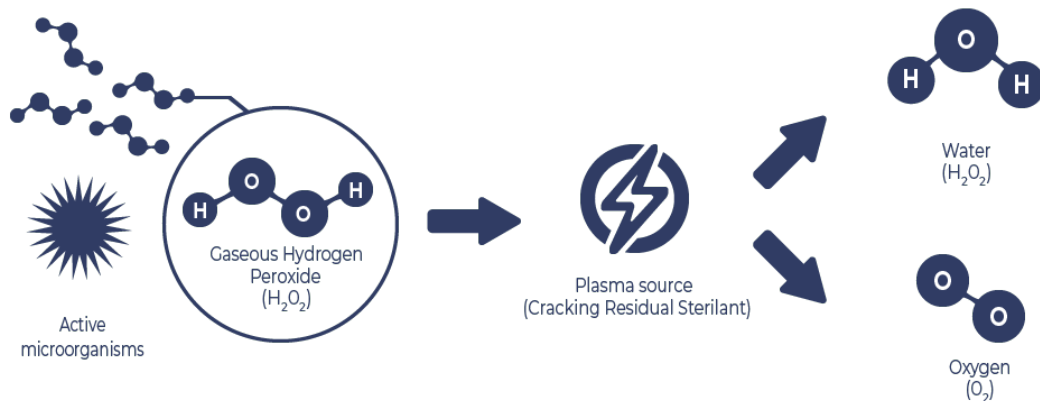 H
O
O
H
Gaseous Hydrogen
Peroxide
(H₂O₂)
Active
microorganisms
Plasma source
(Cracking Residual Sterilant)
O
H
H
Water
(H₂O₂)
O
O
Oxygen
(O₂)